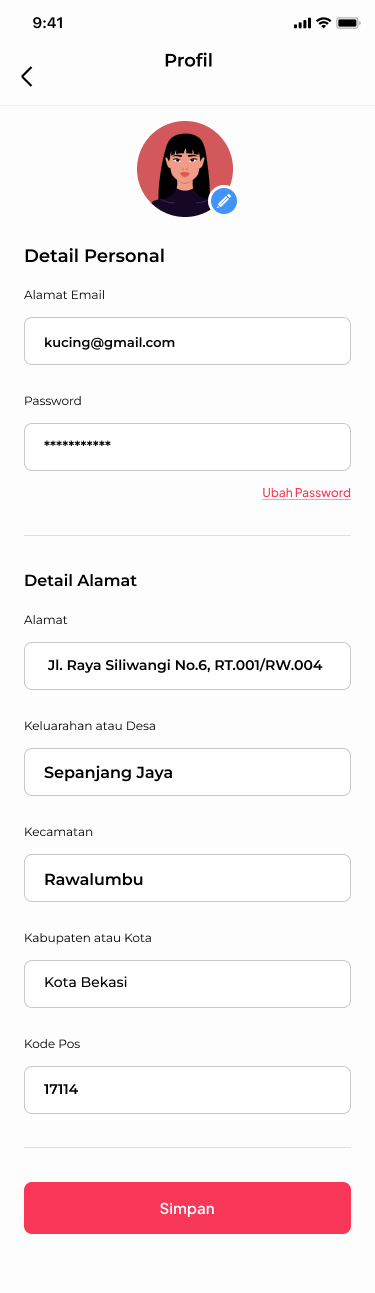 9:41
Profil
Detail Personal
Alamat Email
kucing@gmail.com
Password
***********
Ubah Password
Detail Alamat
Alamat
Jl. Raya Siliwangi No.6, RT.001/RW.004
Keluarahan atau Desa
Sepanjang Jaya
Kecamatan
Rawalumbu
Kabupaten atau Kota
Kota Bekasi
Kode Pos
17114
Simpan